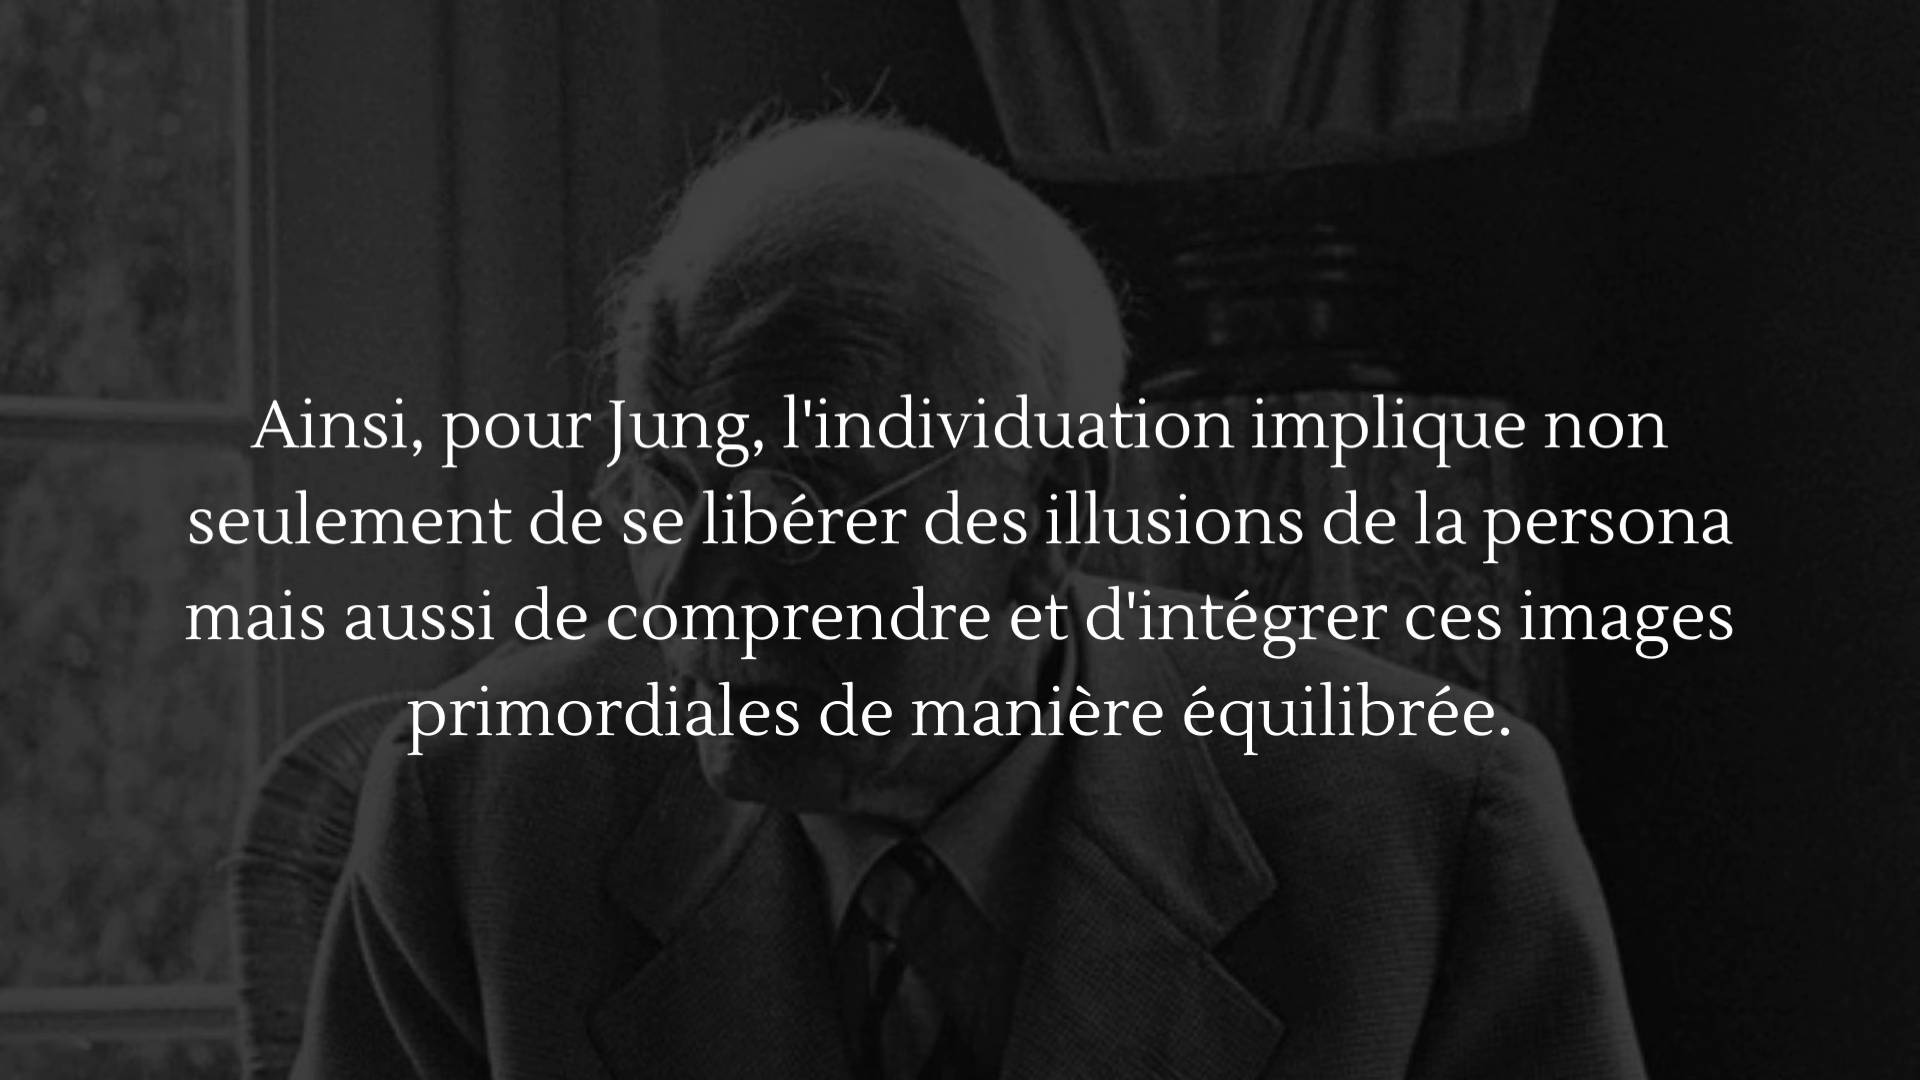 Ainsi, pour Jung, l'individuation implique non
seulement de se libérer des illusions de la persona
mais aussi de comprendre et d'intégrer ces images
primordiales de manière équilibrée.